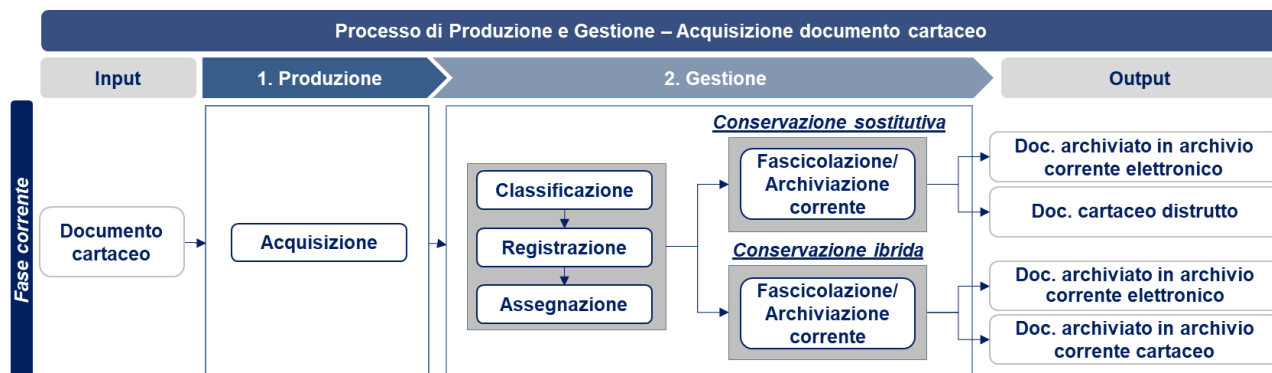 Processo di Produzione e Gestione – Acquisizione documento cartaceo
Input
1. Produzione
2. Gestione
Output
Fase corrente
Documento
cartaceo
Acquisizione
Classificazione
Registrazione
Assegnazione
Conservazione sostitutiva
Fascicolazione/
Archiviazione
corrente
Conservazione ibrida
Fascicolazione/
Archiviazione
corrente
Doc. archiviato in archivio
corrente elettronico
Doc. cartaceo distrutto
Doc. archiviato in archivio
corrente elettronico
Doc. archiviato in archivio
corrente cartaceo